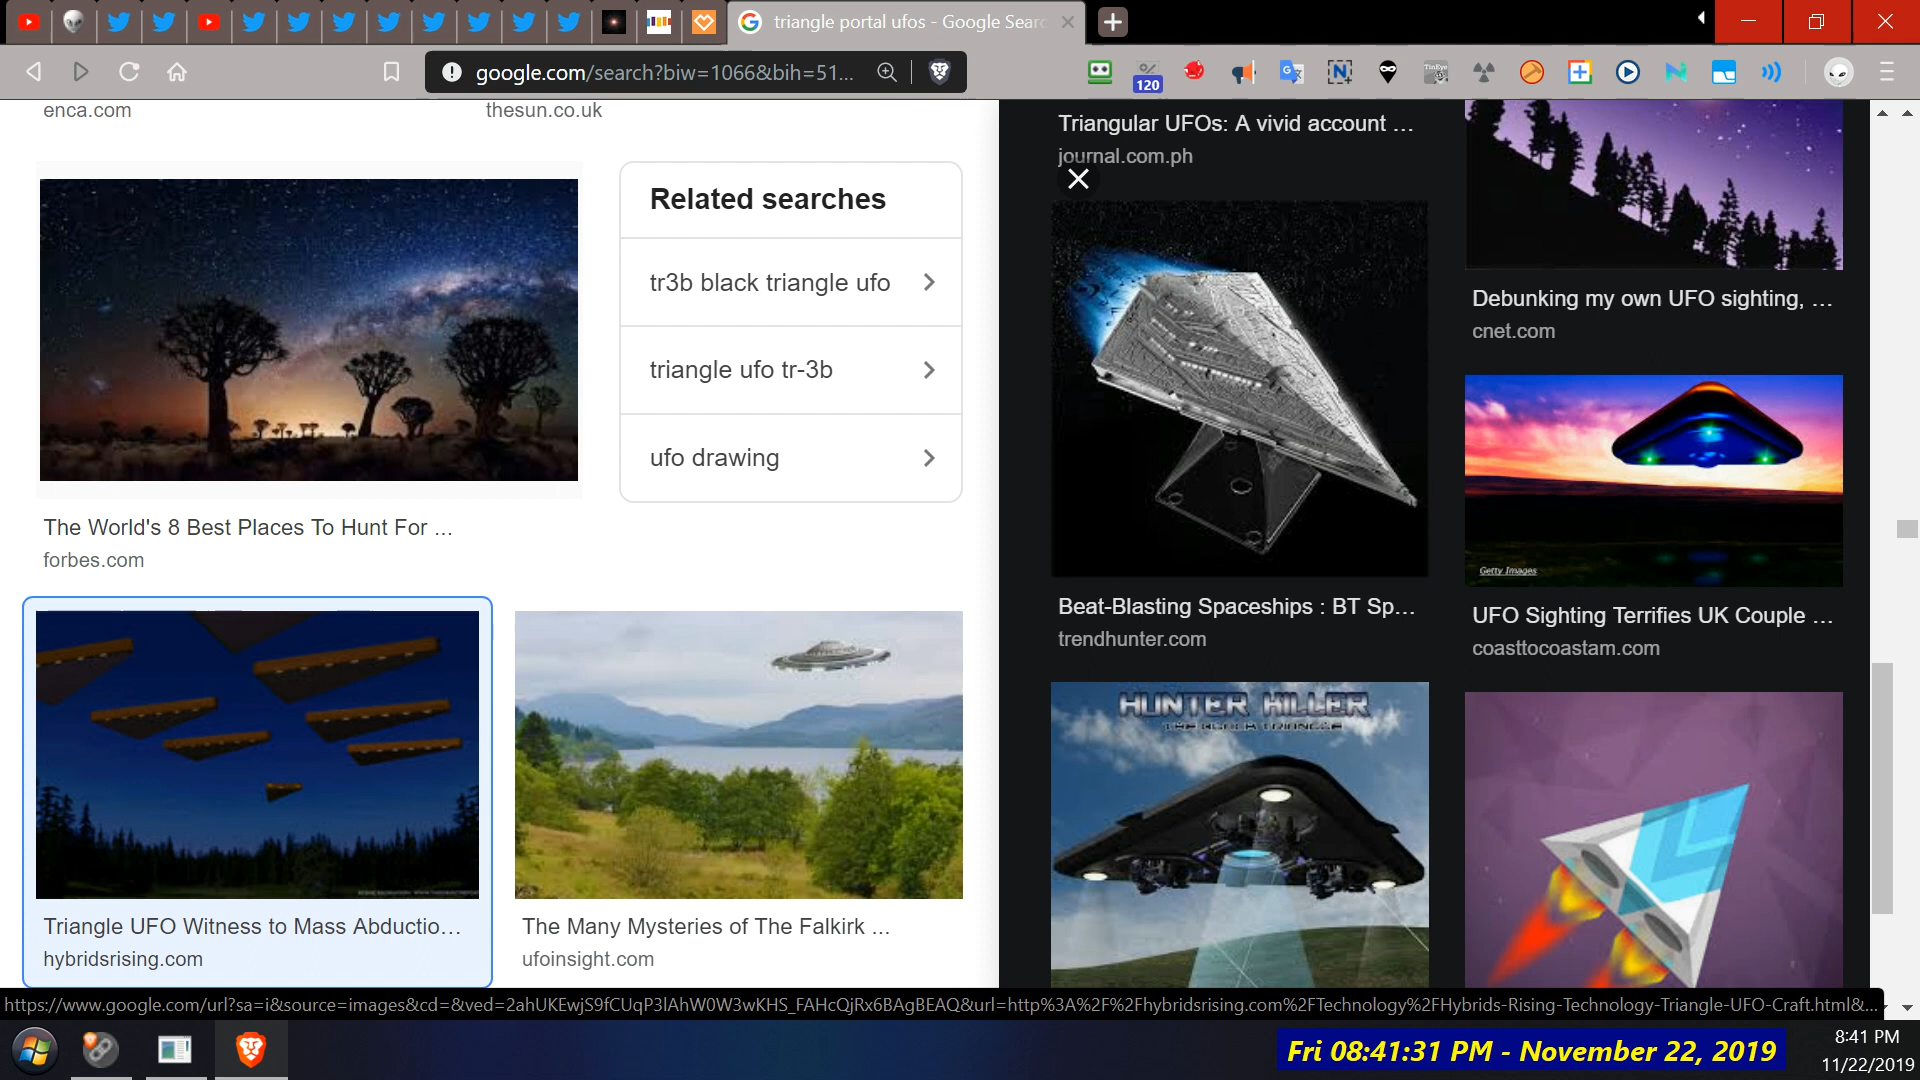 triangle portal ufos - Google Searc
google.com/search?biw=1066&bih=51...
120
TinEye
enca.com
thesun.co.uk
Related searches
tr3b black triangle ufo
triangle ufo tr-3b
ufo drawing
The World's 8 Best Places To Hunt For ...
forbes.com
Triangle UFO Witness to Mass Abductio...
hybridsrising.com
The Many Mysteries of The Falkirk ...
ufoinsight.com
Triangular UFOs: A vivid account ...
journal.com.ph
Debunking my own UFO sighting, ...
cnet.com
Getty Images
Beat-Blasting Spaceships : BT Sp...
trendhunter.com
UFO Sighting Terrifies UK Couple ...
coasttocoastam.com
HUNTER KILLER
THE BLACK TRIANGLE
https://www.google.com/url?sa=i&source=images&cd=&ved=2ahUKEwjS9fCUqP3lAhW0W3wKHS_FAHcQjRx6BAgBEAQ&url=http%3A%2F%2Fhybridsrising.com%2FTechnology%2FHybrids-Rising-Technology-Triangle-UFO-Craft.html&...
Fri 08:41:31 PM - November 22, 2019
8:41 PM
11/22/2019